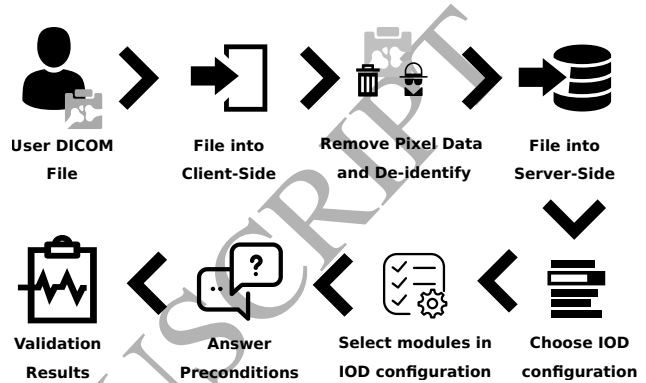 User DICOM
File
File into
Client-Side
Remove Pixel Data
and De-identify
File into
Server-Side
Validation
Results
Answer
Preconditions
Select modules in
IOD configuration
Choose IOD
configuration
?
USCRIPT